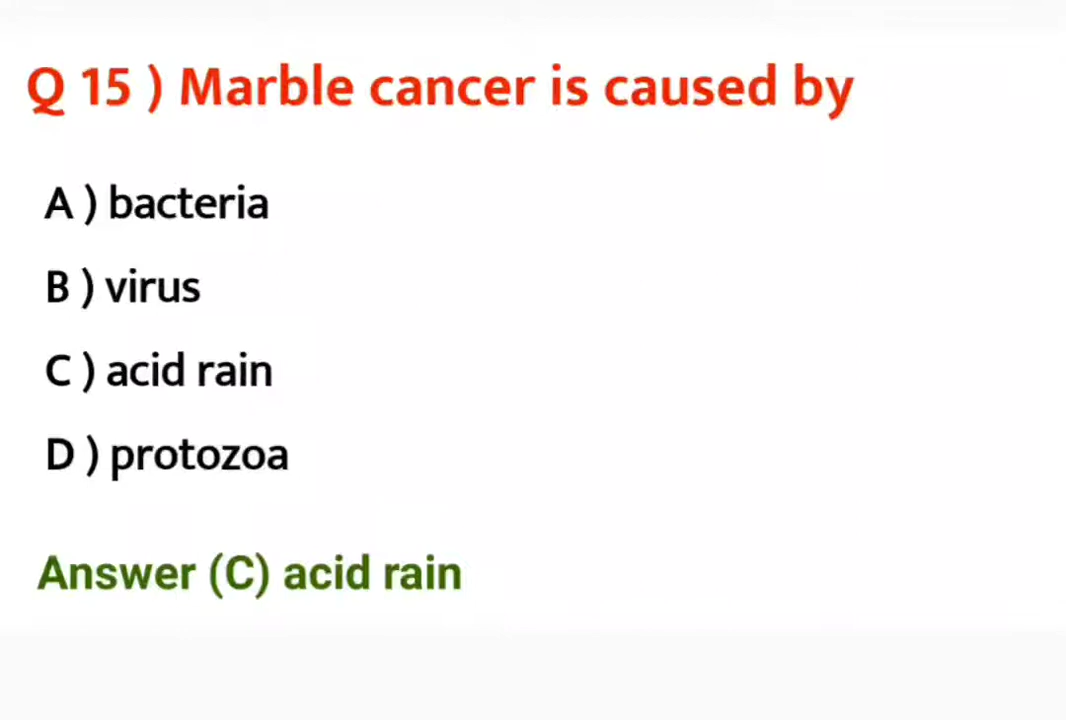 Q 15 ) Marble cancer is caused by
A ) bacteria
B ) virus
C ) acid rain
D ) protozoa
Answer (C) acid rain